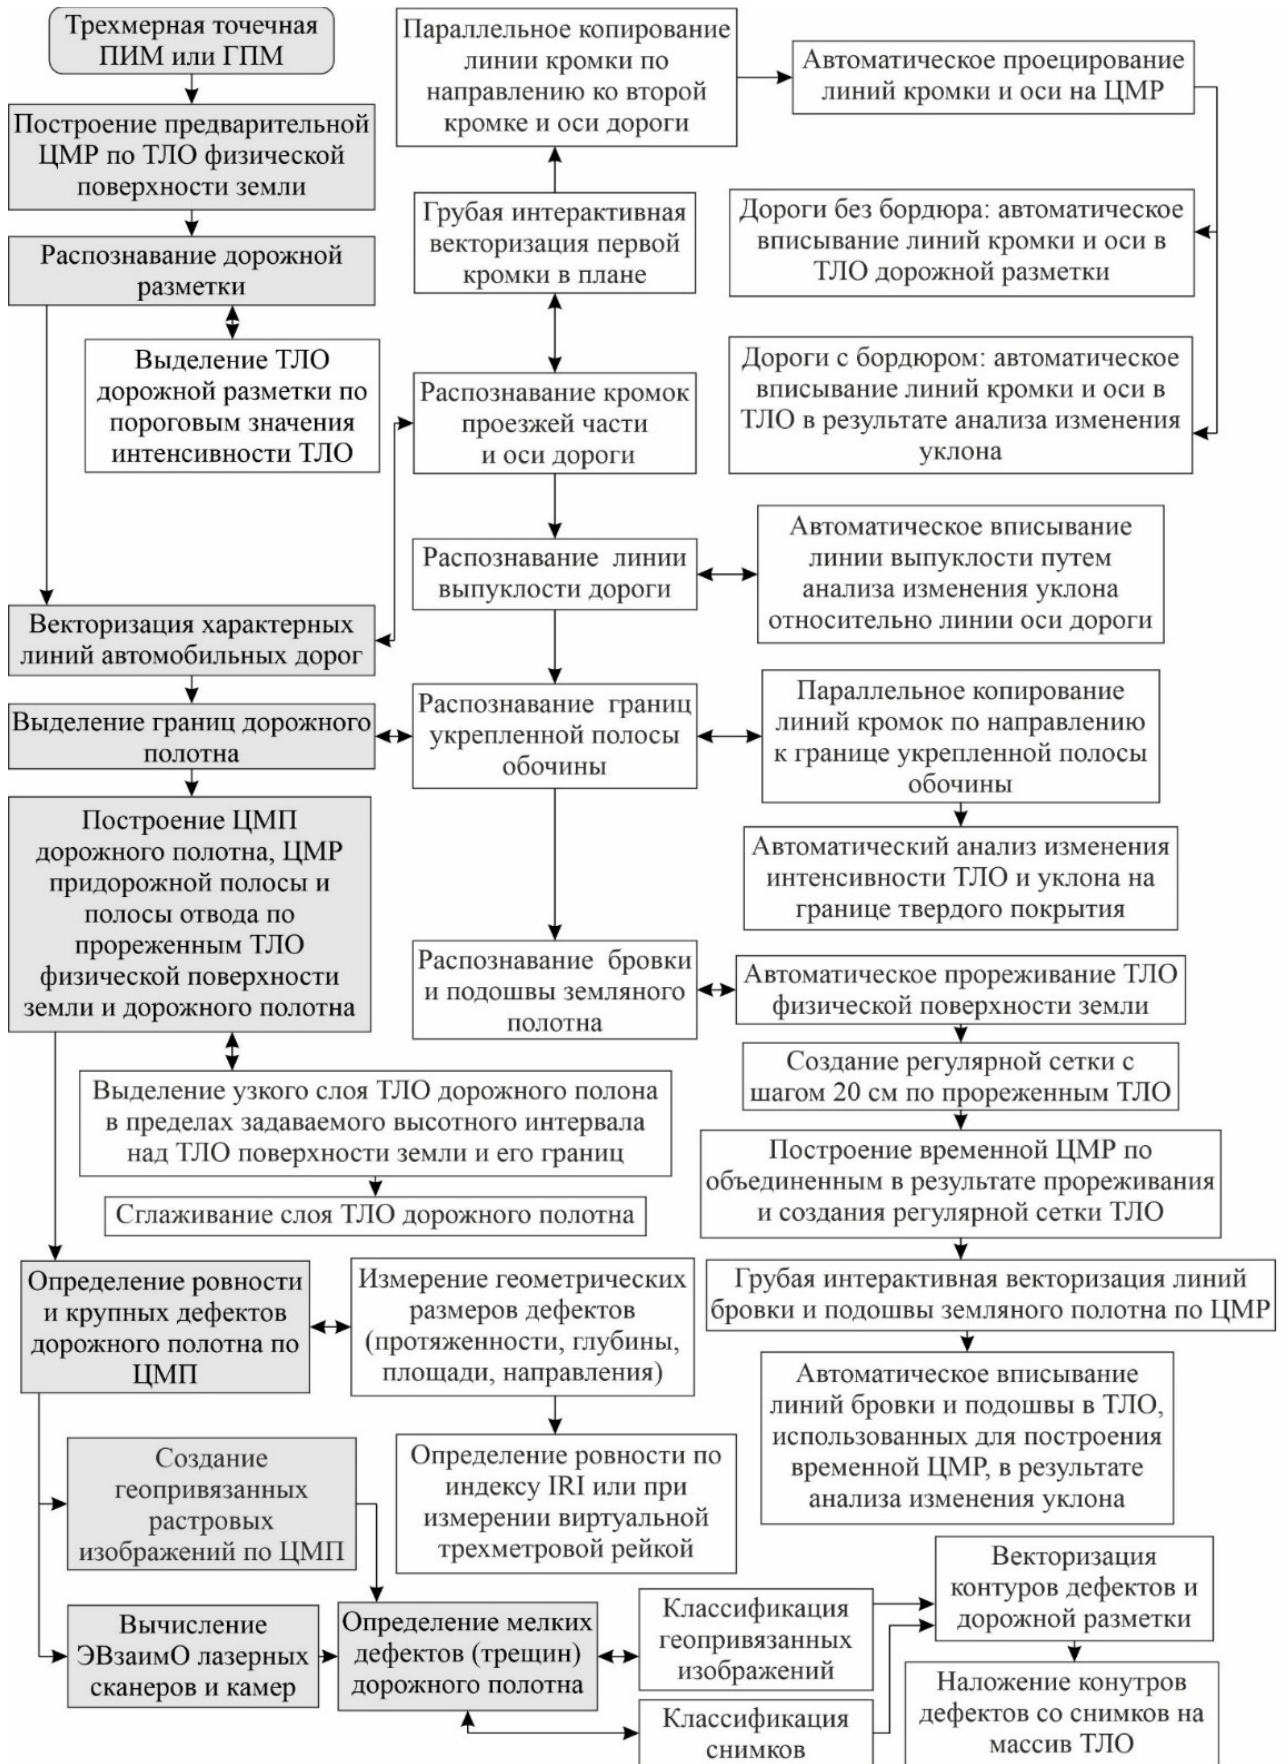 Трехмерная точечная
ПИМ или ГПМ
Построение предварительной
ЦМР по ТЛО физической
поверхности земли
Распознавание дорожной
разметки
Выделение ТЛО
дорожной разметки по
пороговым значения
интенсивности ТЛО
Векторизация характерных
линий автомобильных дорог
Выделение границ дорожного
полотна
Построение ЦМП
дорожного полотна, ЦМР
придорожной полосы и
полосы отвода по
прореженным ТЛО
физической поверхности
земли и дорожного полотна
Выделение узкого слоя ТЛО дорожного полона
в пределах задаваемого высотного интервала
над ТЛО поверхности земли и его границ
Сглаживание слоя ТЛО дорожного полотна
Определение ровности
и крупных дефектов
дорожного полотна по
ЦМП
Создание
геопривязанных
растровых
изображений по ЦМП
Вычисление
ЭВзаимО лазерных
сканеров и камер
Параллельное копирование
линии кромки по
направлению ко второй
кромке и оси дороги
Грубая интерактивная
векторизация первой
кромки в плане
Распознавание кромок
проезжей части
и оси дороги
Распознавание линии
выпуклости дороги
Распознавание границ
укрепленной полосы
обочины
Распознавание бровки
и подошвы земляного
полотна
Измерение геометрических
размеров дефектов
(протяженности, глубины,
площади, направления)
Определение ровности по
индексу IRI или при
измерении виртуальной
трехметровой рейкой
Определение мелких
дефектов (трещин)
дорожного полотна
Автоматическое проецирование
линий кромки и оси на ЦМР
Дороги без бордюра: автоматическое
вписывание линий кромки и оси в
ТЛО дорожной разметки
Дороги с бордюром: автоматическое
вписывание линий кромки и оси в
ТЛО в результате анализа изменения
уклона
Автоматическое вписывание
линии выпуклости путем
анализа изменения уклона
относительно линии оси дороги
Параллельное копирование
линий кромок по направлению
к границе укрепленной полосы
обочины
Автоматический анализ изменения
интенсивности ТЛО и уклона на
границе твердого покрытия
Автоматическое прореживание ТЛО
физической поверхности земли
Создание регулярной сетки с
шагом 20 см по прореженным ТЛО
Построение временной ЦМР по
объединенным в результате прореживания
и создания регулярной сетки ТЛО
Грубая интерактивная векторизация линий
бровки и подошвы земляного полотна по ЦМР
Автоматическое вписывание
линий бровки и подошвы в ТЛО,
использованных для построения
временной ЦМР, в результате
анализа изменения уклона
Классификация
геопривязанных
изображений
Классификация
снимков
Векторизация
контуров дефектов и
дорожной разметки
Наложение конутров
дефектов со снимков на
массив ТЛО